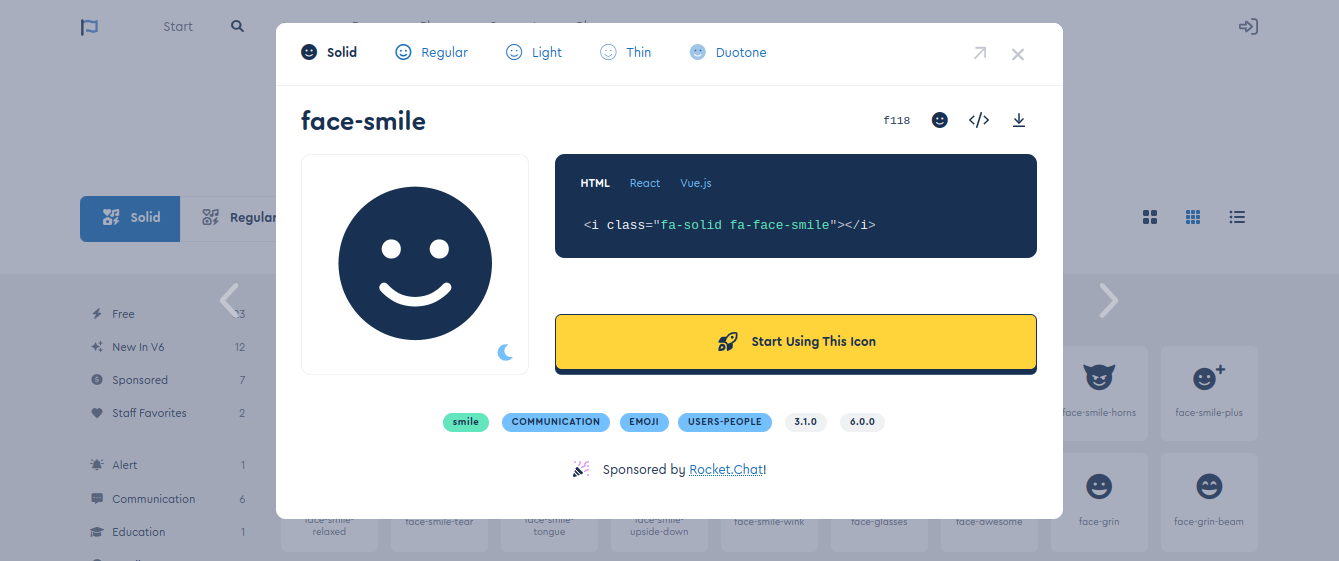 Start
Solid
Regular
Light
Thin
Duotone
face-smile
f118
HTML
React
Vue.js
<i class="fa-solid fa-face-smile"></i>
Start Using This Icon
smile
COMMUNICATION
EMOJI
USERS-PEOPLE
3.1.0
6.0.0
Sponsored by Rocket.Chat!
Solid
Regular
Free
New In V6 12
Sponsored 7
Staff Favorites 2
Alert 1
Communication 6
Education 1
face-smile-horns
face-smile-plus
face-smile-relaxed
face-smile-tear
face-smile-tongue
face-smile-upside-down
face-smile-wink
face-glasses
face-awesome
face-grin
face-grin-beam